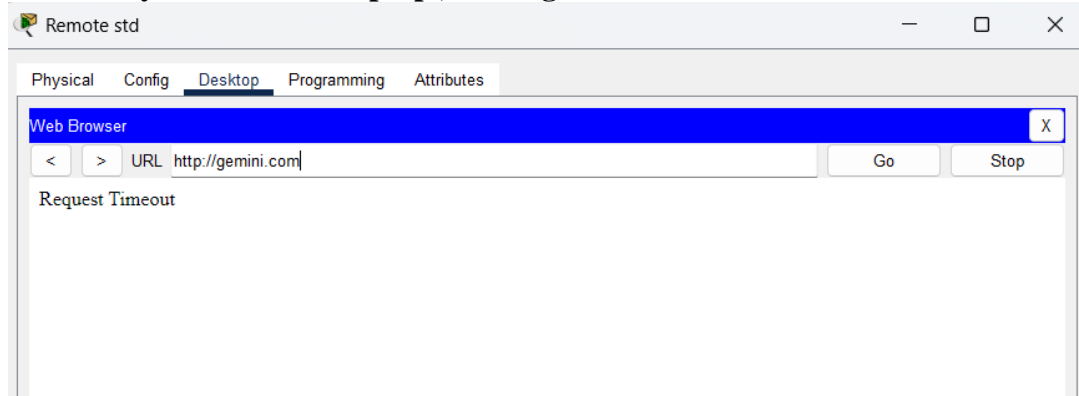 Remote std
Physical Config Desktop Programming Attributes
Web Browser X
< > URL http://gemini.com Go Stop
Request Timeout